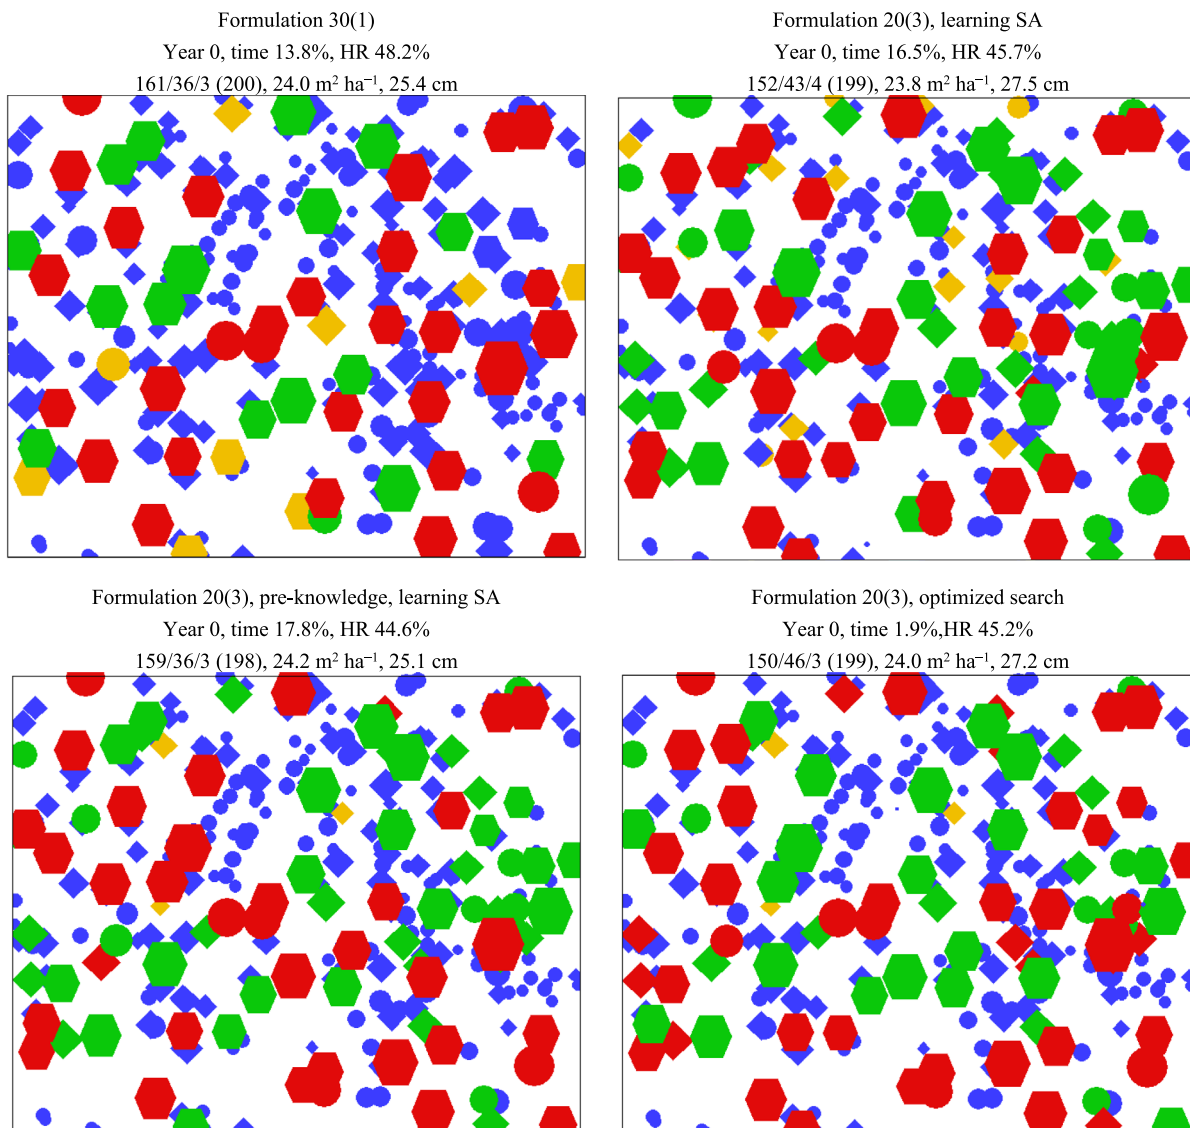 Formulation 30(1)
Year 0, time 13.8%, HR 48.2%
161/36/3 (200), 24.0 m² ha⁻¹, 25.4 cm
Formulation 20(3), learning SA
Year 0, time 16.5%, HR 45.7%
152/43/4 (199), 23.8 m² ha⁻¹, 27.5 cm
Formulation 20(3), pre-knowledge, learning SA
Year 0, time 17.8%, HR 44.6%
159/36/3 (198), 24.2 m² ha⁻¹, 25.1 cm
Formulation 20(3), optimized search
Year 0, time 1.9%,HR 45.2%
150/46/3 (199), 24.0 m² ha⁻¹, 27.2 cm